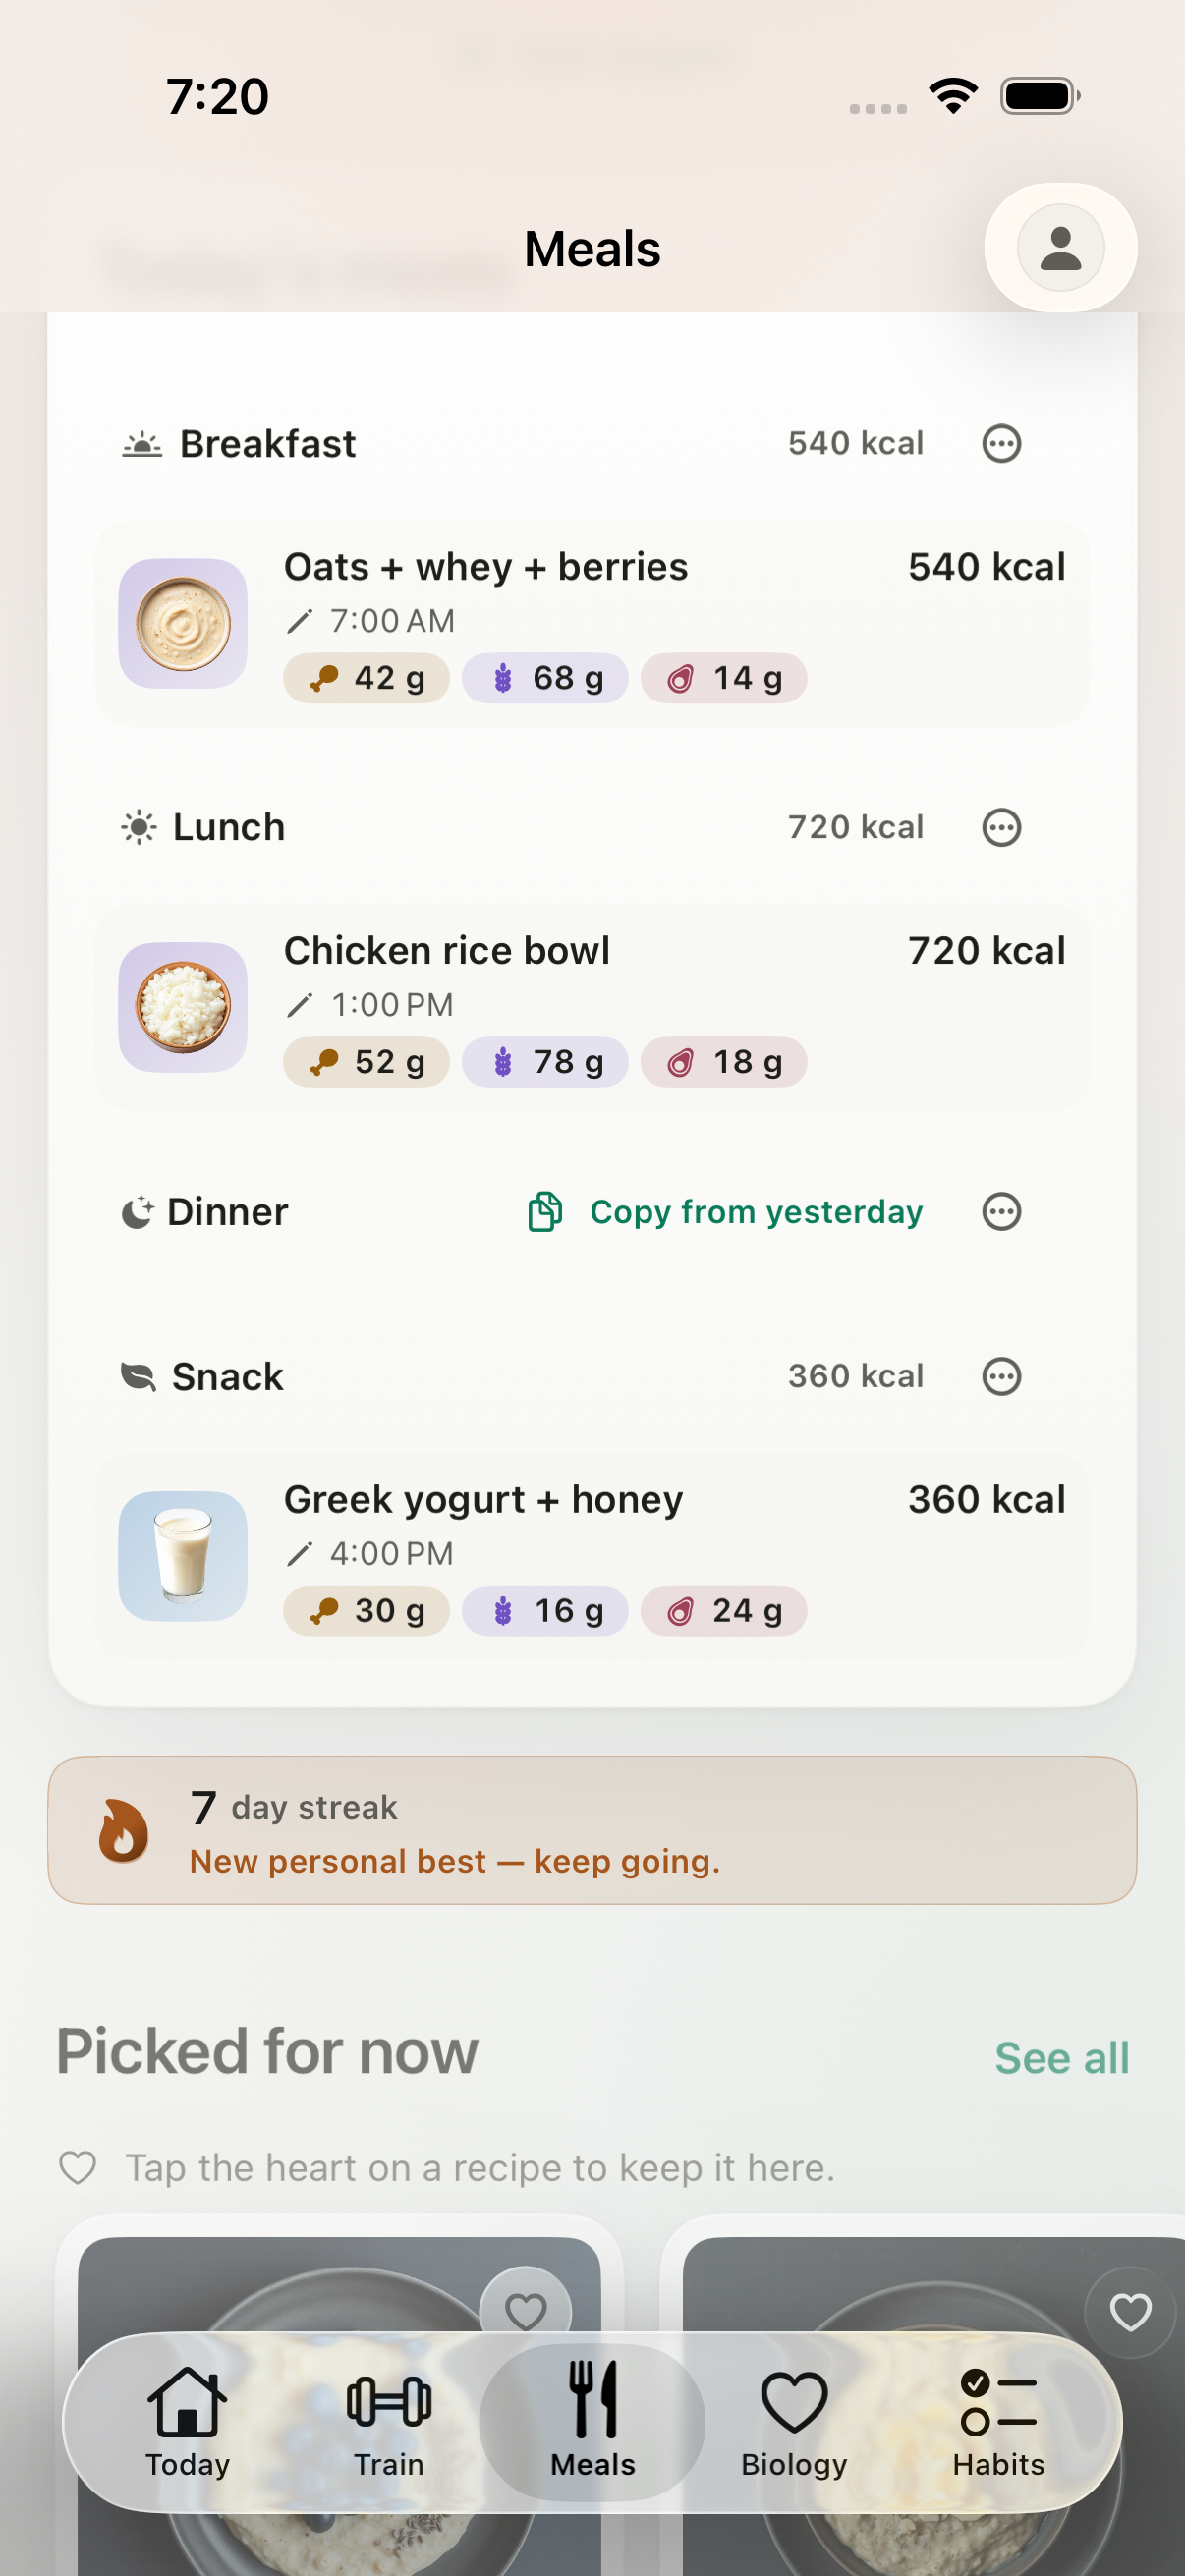 7:20
Meals
Breakfast 540 kcal
Oats + whey + berries 540 kcal
7:00 AM
42 g 68 g 14 g
Lunch 720 kcal
Chicken rice bowl 720 kcal
1:00 PM
52 g 78 g 18 g
Dinner Copy from yesterday
Snack 360 kcal
Greek yogurt + honey 360 kcal
4:00 PM
30 g 16 g 24 g
7 day streak
New personal best — keep going.
Picked for now See all
Tap the heart on a recipe to keep it here.
Today Train Meals Biology Habits